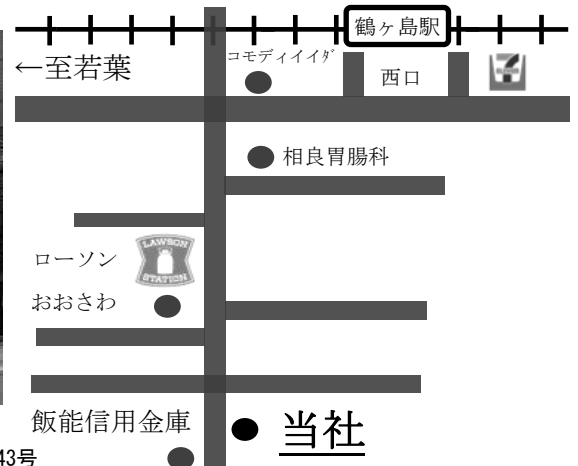 鶴ヶ島駅
コモディイイダ
←至若葉
西口
相良胃腸科
LAWSON
STATION
ローソン
おおさわ
飯能信用金庫
当社
43号